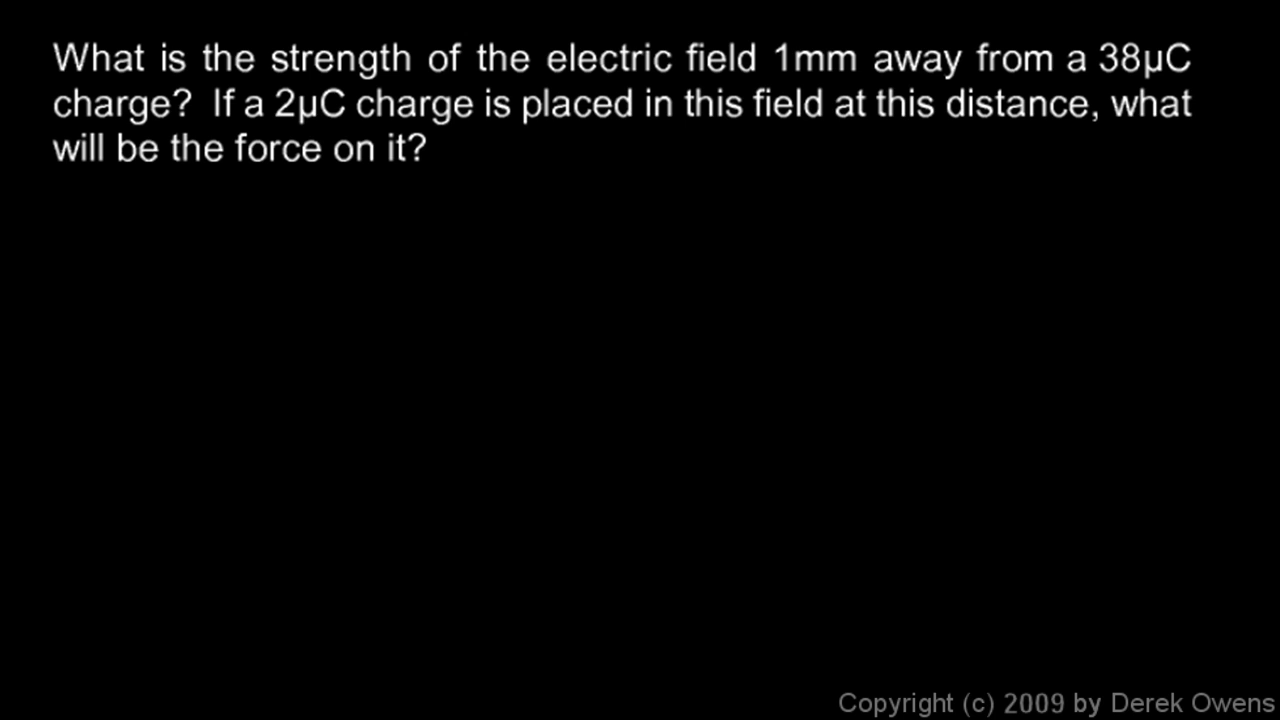 What is the strength of the electric field 1mm away from a 38µC
charge? If a 2µC charge is placed in this field at this distance, what
will be the force on it?
Copyright (c) 2009 by Derek Owens